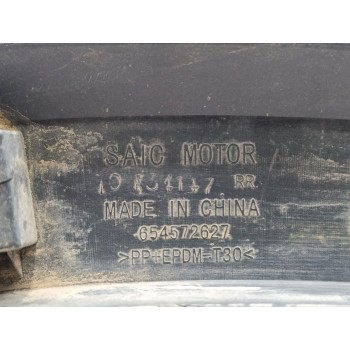 SAIC MOTOR
RR
MADE IN CHINA
654572627
>PP-EPDM-T30<